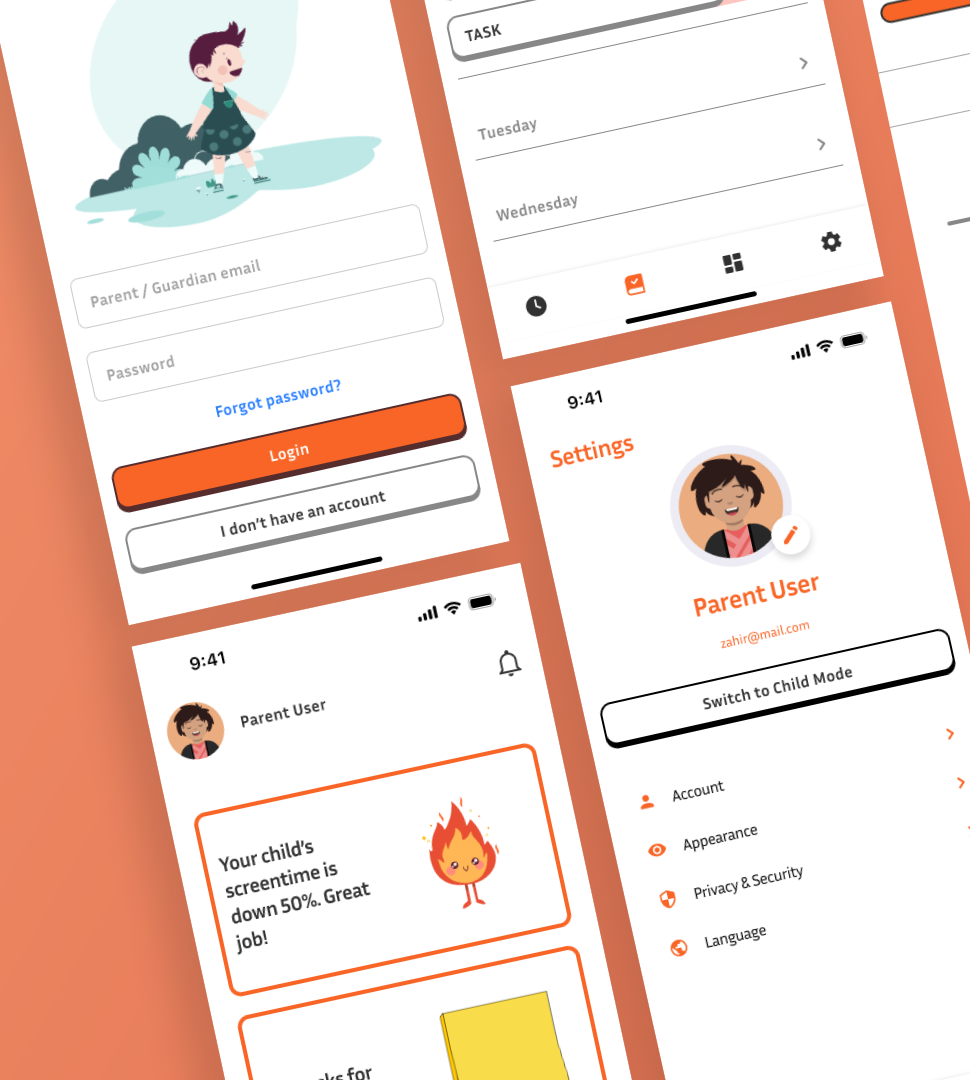 Parent / Guardian email
Password
Forgot password?
Login
I don't have an account
TASK
Tuesday
Wednesday
9:41
Parent User
Your child's
screentime is
down 50%. Great
job!
for
9:41
Settings
Parent User
zahir@mail.com
Switch to Child Mode
Account
Appearance
Privacy & Security
Language